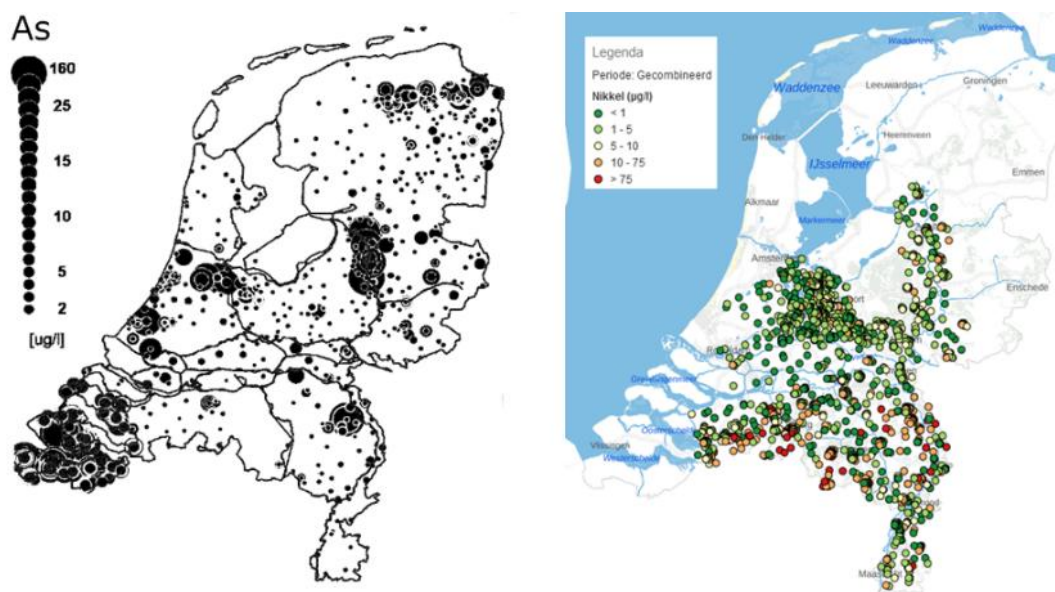 As
160
25
15
10
5
2
[ug/l]
Legenda
Periode: Gecombineerd
Nikkel (µg/l)
< 1
1 - 5
5 - 10
10 - 75
> 75
Waddenzee
Waddenzee
Waddenzee
Groningen
Leeuwarden
Den Helder
Heerenveen
IJsselmeer
Emmen
Alkmaar
Markermeer
Enschede
Vlissingen
Westerschelde